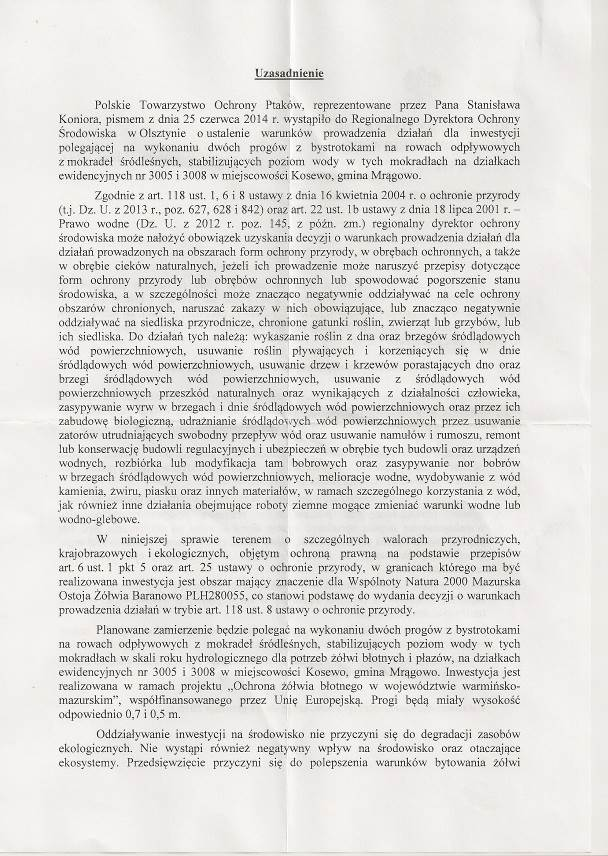 Uzasadnienie
Polskie Towarzystwo Ochrony Ptaków, reprezentowane przez Pana Stanisława
Koniora, pismem z dnia 25 czerwca 2014 r. wystąpiło do Regionalnego Dyrektora Ochrony
Środowiska w Olsztynie o ustalenie warunków prowadzenia działań dla inwestycji
polegającej na wykonaniu dwóch progów z bystrotokami na rowach odpływowych
z mokradeł śródleśnych, stabilizujących poziom wody w tych mokradłach na działkach
ewidencyjnych nr 3005 i 3008 w miejscowości Kosewo, gmina Mrągowo.
Zgodnie z art. 118 ust. 1, 6 i 8 ustawy z dnia 16 kwietnia 2004 r. o ochronie przyrody
(t.j. Dz. U. z 2013 r., poz. 627, 628 i 842) oraz art. 22 ust. 1b ustawy z dnia 18 lipca 2001 r. –
Prawo wodne (Dz. U. z 2012 r. poz. 145, z późn. zm.) regionalny dyrektor ochrony
środowiska może nałożyć obowiązek uzyskania decyzji o warunkach prowadzenia działań dla
działań prowadzonych na obszarach form ochrony przyrody, w obrębach ochronnych, a także
w obrębie cieków naturalnych, jeżeli ich prowadzenie może naruszyć przepisy dotyczące
form ochrony przyrody lub obrębów ochronnych lub spowodować pogorszenie stanu
środowiska, a w szczególności może znacząco negatywnie oddziaływać na cele ochrony
obszarów chronionych, naruszać zakazy w nich obowiązujące, lub znacząco negatywnie
oddziaływać na siedliska przyrodnicze, chronione gatunki roślin, zwierząt lub grzybów, lub
ich siedliska. Do działań tych należą: wykaszanie roślin z dna oraz brzegów śródlądowych
wód powierzchniowych, usuwanie roślin pływających i korzeniących się w dnie
śródlądowych wód powierzchniowych, usuwanie drzew i krzewów porastających dno oraz
brzegi śródlądowych wód powierzchniowych, usuwanie z śródlądowych wód
powierzchniowych przeszkód naturalnych oraz wynikających z działalności człowieka,
zasypywanie wyrw w brzegach i dnie śródlądowych wód powierzchniowych oraz przez ich
zabudowę biologiczną, udrażnianie śródlądowych wód powierzchniowych przez usuwanie
zatorów utrudniających swobodny przepływ wód oraz usuwanie namułów i rumoszu, remont
lub konserwację budowli regulacyjnych i ubezpieczeń w obrębie tych budowli oraz urządzeń
wodnych, rozbiórka lub modyfikacja tam bobrowych oraz zasypywanie nor bobrów
w brzegach śródlądowych wód powierzchniowych, melioracje wodne, wydobywanie z wód
kamienia, żwiru, piasku oraz innych materiałów, w ramach szczególnego korzystania z wód,
jak również inne działania obejmujące roboty ziemne mogące zmieniać warunki wodne lub
wodno-glebowe.
W niniejszej sprawie terenem o szczególnych walorach przyrodniczych,
krajobrazowych i ekologicznych, objętym ochroną prawną na podstawie przepisów
art. 6 ust. 1 pkt 5 oraz art. 25 ustawy o ochronie przyrody, w granicach którego ma być
realizowana inwestycja jest obszar mający znaczenie dla Wspólnoty Natura 2000 Mazurska
Ostoja Żółwia Baranowo PLH280055, co stanowi podstawę do wydania decyzji o warunkach
prowadzenia działań w trybie art. 118 ust. 8 ustawy o ochronie przyrody.
Planowane zamierzenie będzie polegać na wykonaniu dwóch progów z bystrotokami
na rowach odpływowych z mokradeł śródleśnych, stabilizujących poziom wody w tych
mokradłach w skali roku hydrologicznego dla potrzeb żółwi błotnych i płazów, na działkach
ewidencyjnych nr 3005 i 3008 w miejscowości Kosewo, gmina Mrągowo. Inwestycja jest
realizowana w ramach projektu „Ochrona żółwia błotnego w województwie warmińsko-
mazurskim”, współfinansowanego przez Unię Europejską. Progi będą miały wysokość
odpowiednio 0,7 i 0,5 m.
Oddziaływanie inwestycji na środowisko nie przyczyni się do degradacji zasobów
ekologicznych. Nie wystąpi również negatywny wpływ na środowisko oraz otaczające
ekosystemy. Przedsięwzięcie przyczyni się do polepszenia warunków bytowania żółwi